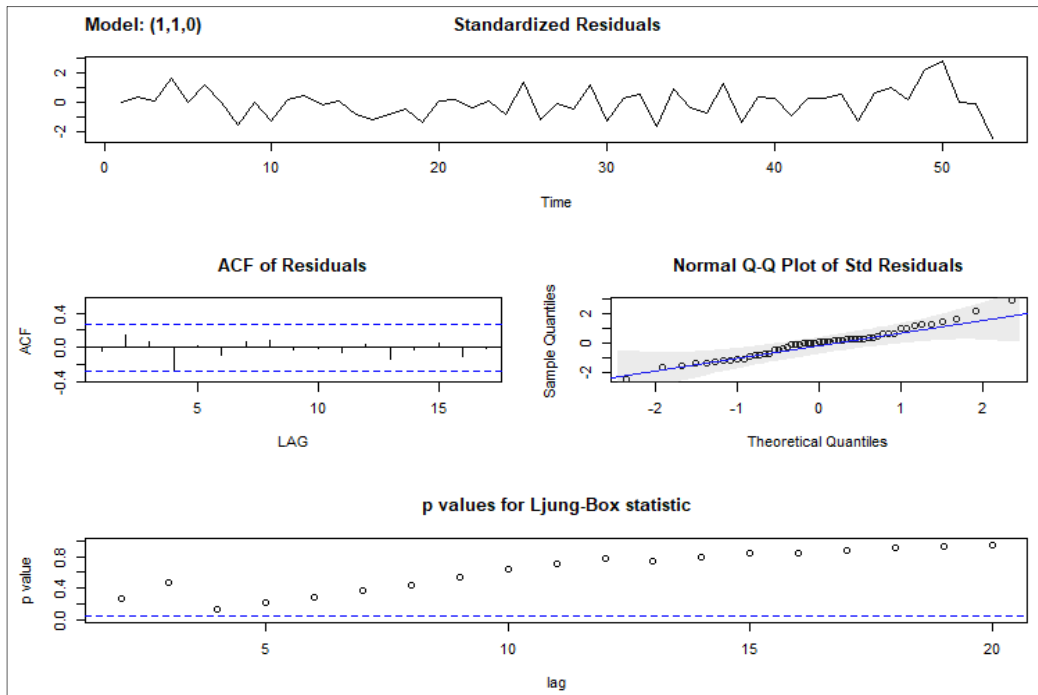 Model: (1,1,0) Standardized Residuals
2
0
-2
0 10 20 30 40 50
Time
ACF of Residuals
ACF
0.4
0.0
-0.4
5 10 15
LAG
Normal Q-Q Plot of Std Residuals
Sample Quantiles
2
0
-2
-2 -1 0 1 2
Theoretical Quantiles
p values for Ljung-Box statistic
p value
0.8
0.4
0.0
5 10 15 20
lag